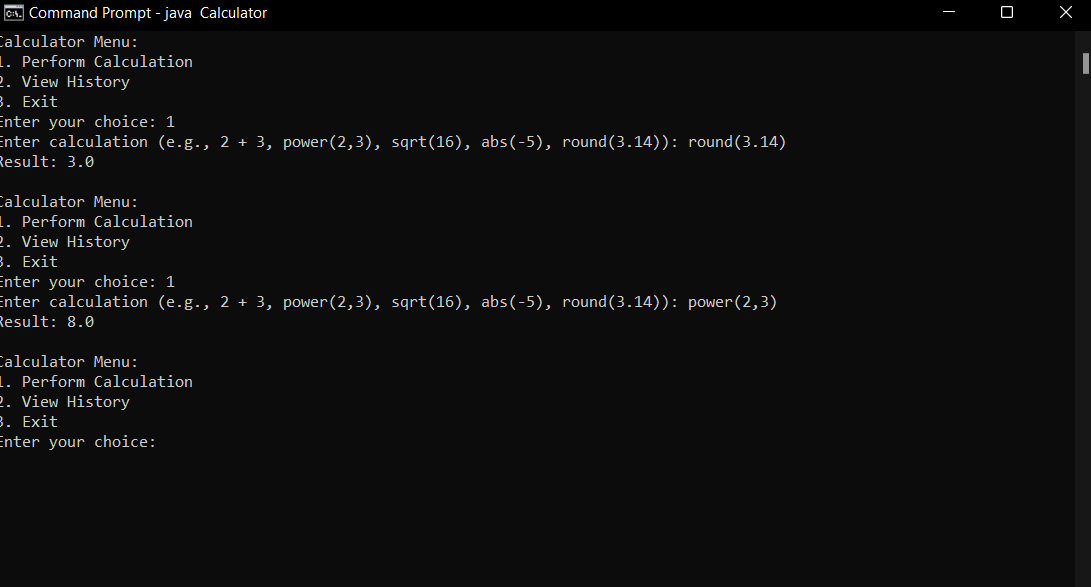 Command Prompt - java  Calculator
Calculator Menu:
1. Perform Calculation
2. View History
3. Exit
Enter your choice: 1
Enter calculation (e.g., 2 + 3, power(2,3), sqrt(16), abs(-5), round(3.14)): round(3.14)
Result: 3.0
Calculator Menu:
1. Perform Calculation
2. View History
3. Exit
Enter your choice: 1
Enter calculation (e.g., 2 + 3, power(2,3), sqrt(16), abs(-5), round(3.14)): power(2,3)
Result: 8.0
Calculator Menu:
1. Perform Calculation
2. View History
3. Exit
Enter your choice: